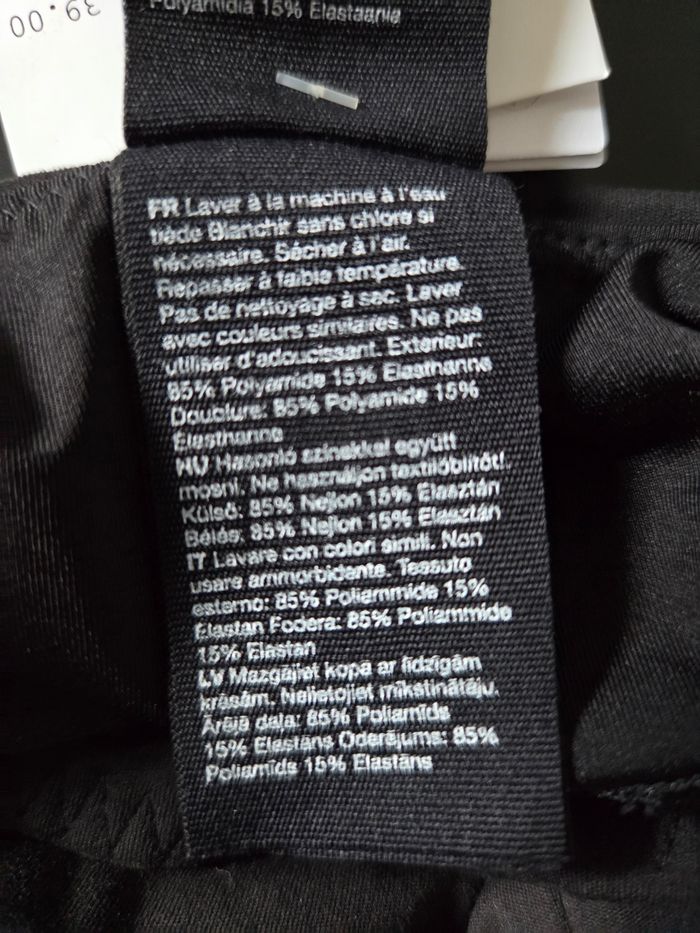 39.00
Polyamidia 15% Elastaania
FR Laver à la machine à l'eau
tiède Blanchir sans chlore si
nécessaire. Sécher à l'air.
Repasser à faible température.
Pas de nettoyage à sec. Laver
avec couleurs similaires. Ne pas
utiliser d'adoucissant. Exterieur:
85% Polyamide 15% Elasthanne
Doublure: 85% Polyamide 15%
Élasthanne
HU Hasonló színekkel együtt
mosni. Ne használjon textilöblítőt!.
Külső: 85% Nejlon 15% Elasztán
Bélés: 85% Nejlon 15% Elasztán
IT Lavare con colori simili. Non
usare ammorbidente. Tessuto
esterno: 85% Poliammide 15%
Elastan Fodera: 85% Poliammide
15% Elastan
LV Mazgājiet kopā ar līdzīgām
krāsām. Nelietojiet mīkstinātāju.
Ārējā daļa: 85% Poliamīds
15% Elastāns Oderējums: 85%
Poliamīds 15% Elastāns